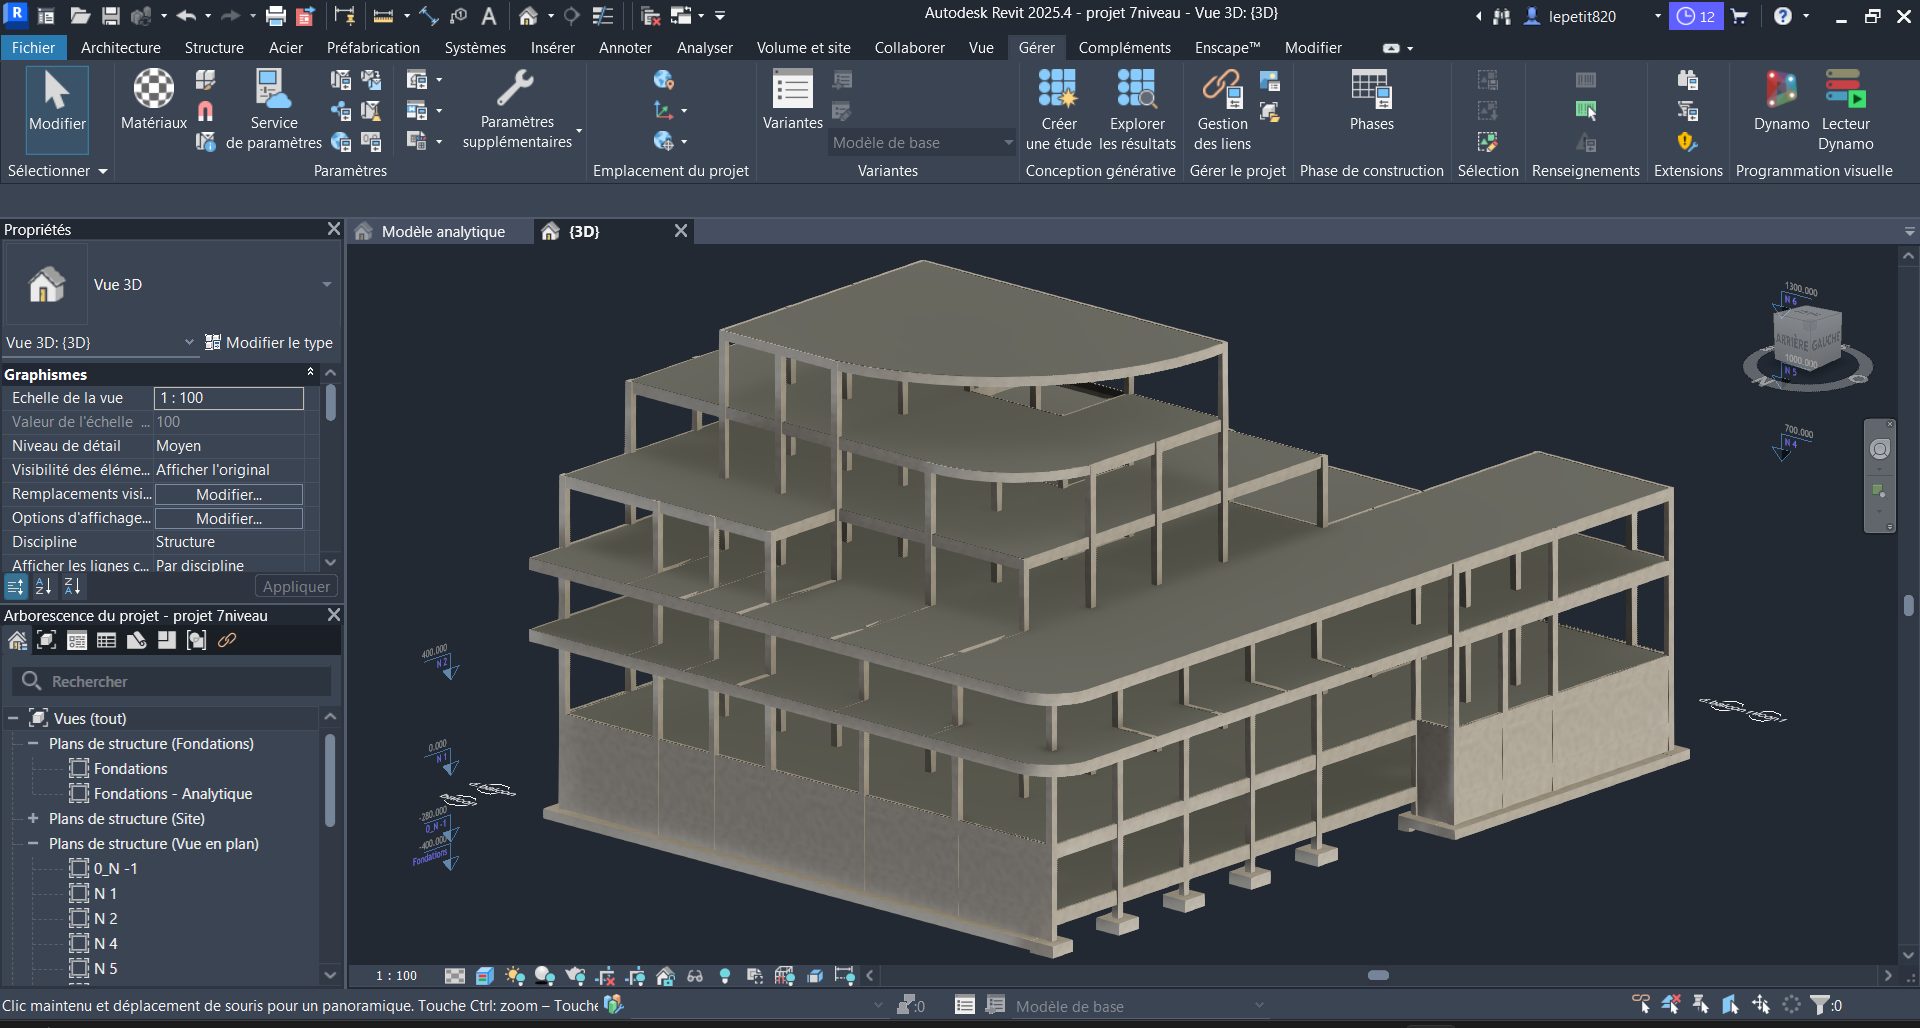 Autodesk Revit 2025.4 - projet 7niveau - Vue 3D: {3D}
lepetit820
12
Fichier
Architecture
Structure
Acier
Préfabrication
Systèmes
Insérer
Annoter
Analyser
Volume et site
Collaborer
Vue
Gérer
Compléments
Enscape™
Modifier
Modifier
Matériaux
Service
de paramètres
Paramètres
supplémentaires
Variantes
Modèle de base
Créer
une étude
Explorer
les résultats
Gestion
des liens
Phases
Dynamo
Lecteur
Dynamo
Sélectionner
Paramètres
Emplacement du projet
Variantes
Conception générative
Gérer le projet
Phase de construction
Sélection
Renseignements
Extensions
Programmation visuelle
Propriétés
Vue 3D
Vue 3D: {3D}
Modifier le type
Graphismes
Echelle de la vue
1 : 100
Valeur de l'échelle ...
100
Niveau de détail
Moyen
Visibilité des éléme...
Afficher l'original
Remplacements visi...
Modifier...
Options d'affichage...
Modifier...
Discipline
Structure
Afficher les lignes c...
Par discipline
Appliquer
Arborescence du projet - projet 7niveau
Rechercher
Vues (tout)
Plans de structure (Fondations)
Fondations
Fondations - Analytique
Plans de structure (Site)
Plans de structure (Vue en plan)
0_N -1
N 1
N 2
N 4
N 5
Modèle analytique
{3D}
1300.000
N 6
ARRIÈRE
GAUCHE
1000.000
N 5
700.000
N 4
400.000
N 2
0.000
N 1
-280.000
0_N -1
-400.000
Fondations
1 : 100
Clic maintenu et déplacement de souris pour un panoramique. Touche Ctrl: zoom – Touche
:0
Modèle de base
:0